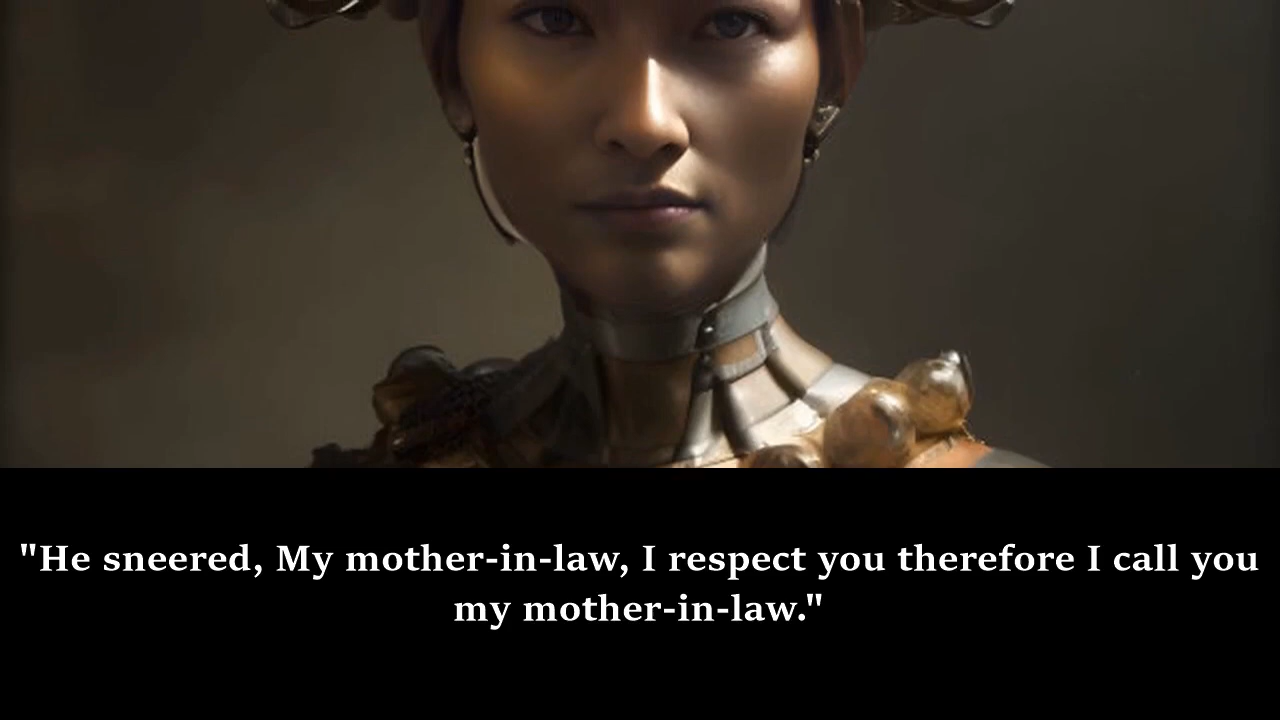 "He sneered, My mother-in-law, I respect you therefore I call you
my mother-in-law."